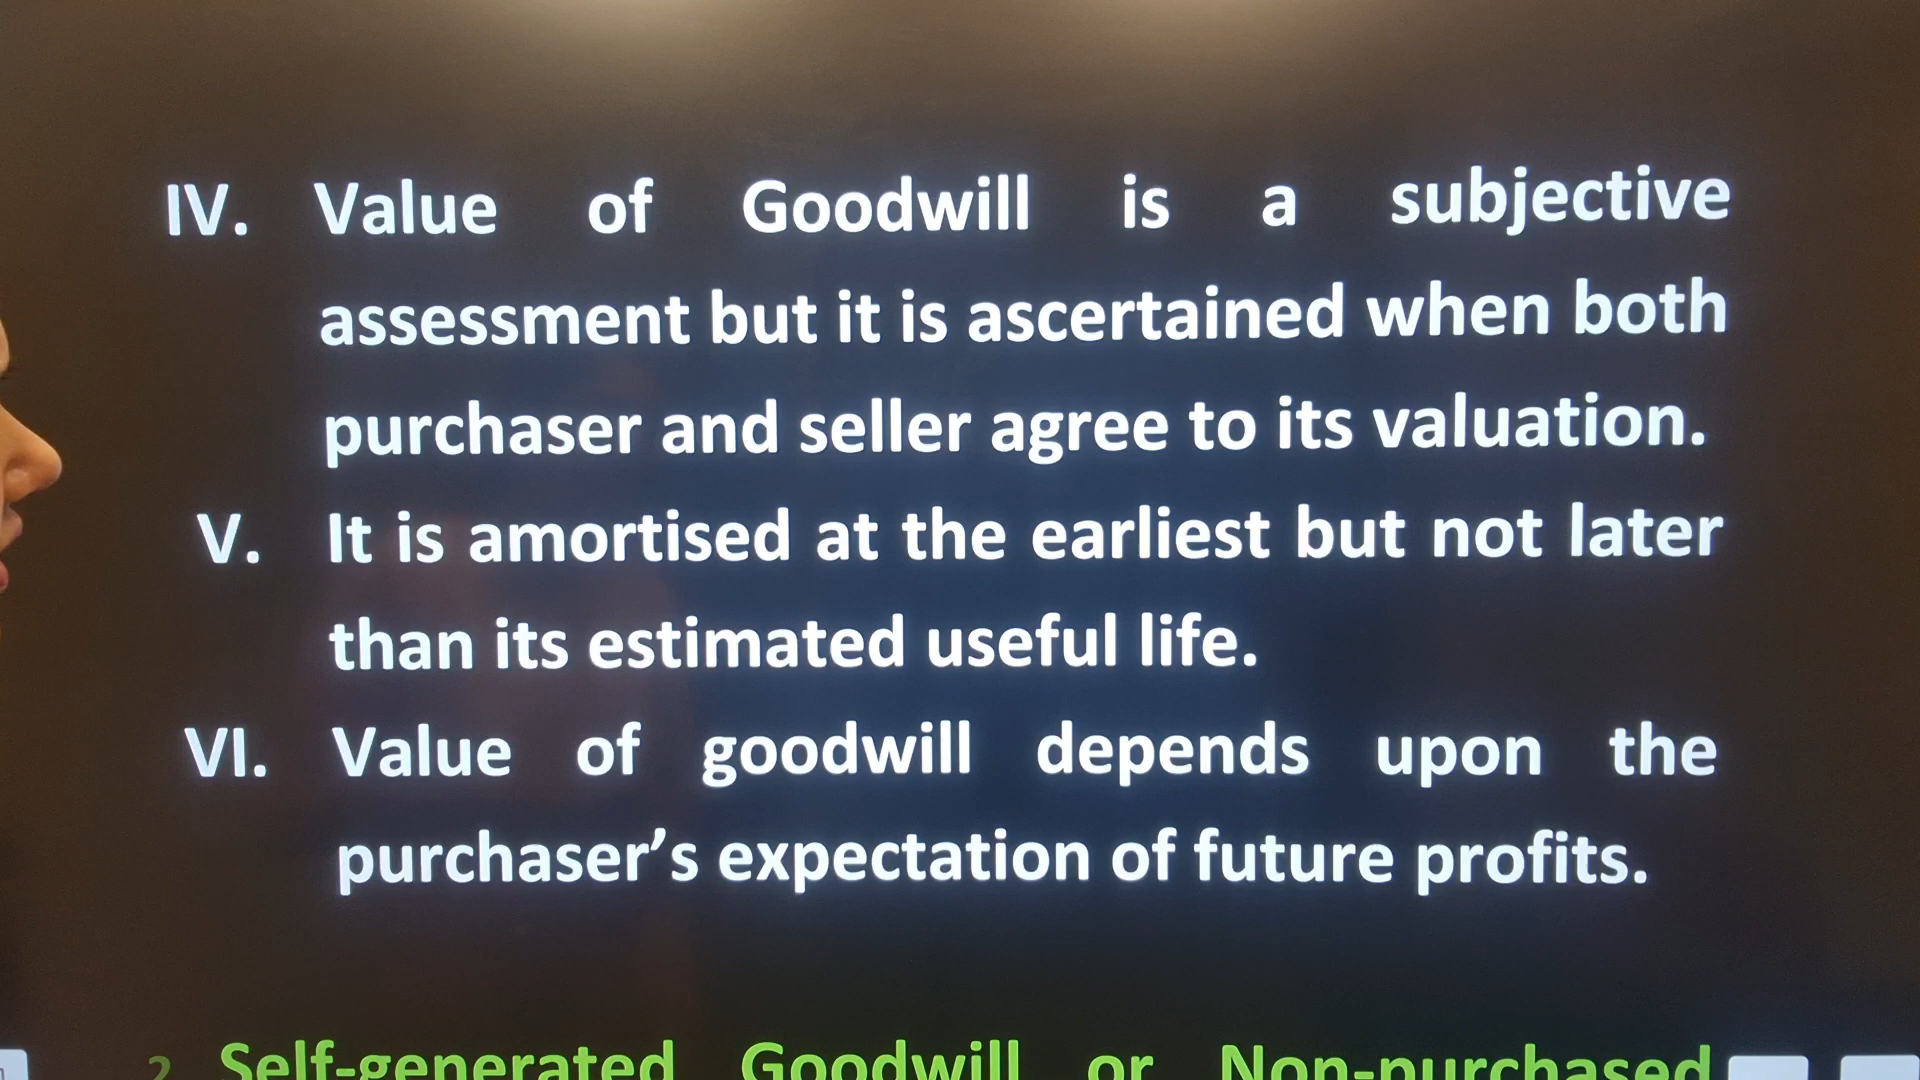 IV. Value of Goodwill is a subjective
assessment but it is ascertained when both
purchaser and seller agree to its valuation.
V. It is amortised at the earliest but not later
than its estimated useful life.
VI. Value of goodwill depends upon the
purchaser’s expectation of future profits.
2 Self-generated Goodwill or Non-purchased